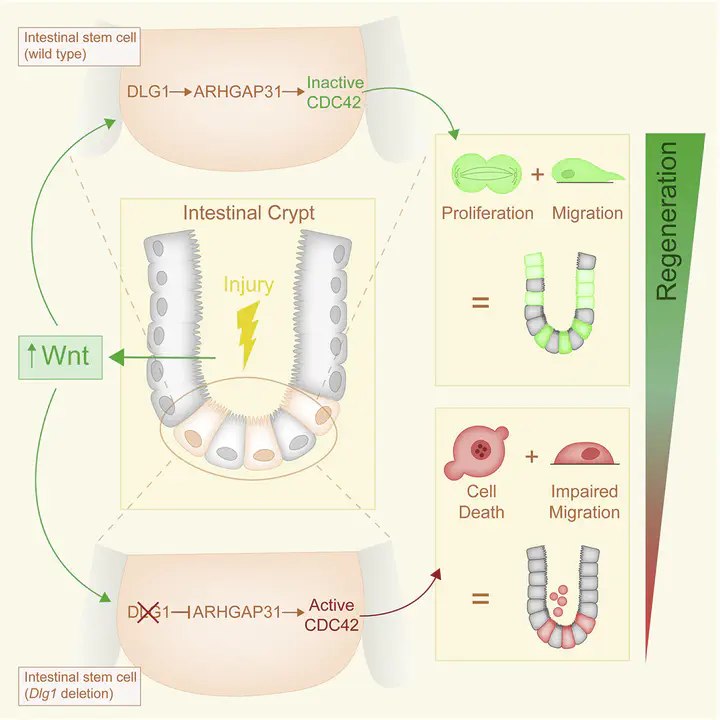 Intestinal stem cell
(wild type)
DLG1→ARHGAP31→Inactive
CDC42
Intestinal Crypt
Injury
↑Wnt
Proliferation + Migration
=
Regeneration
Cell
Death
+
Impaired
Migration
=
DLG1⊣ARHGAP31→Active
CDC42
Intestinal stem cell
(Dlg1 deletion)